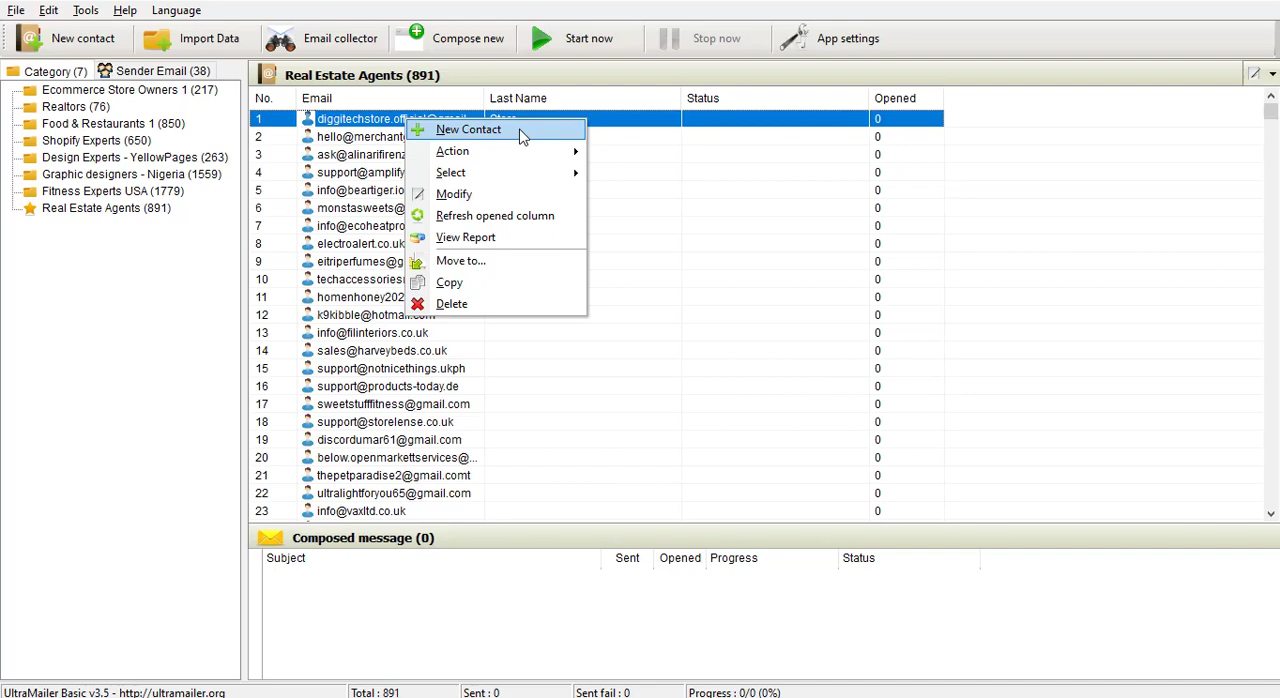 File Edit Tools Help Language
New contact Import Data Email collector Compose new Start now Stop now App settings
Category (7) Sender Email (38)
Ecommerce Store Owners 1 (217)
Realtors (76)
Food & Restaurants 1 (850)
Shopify Experts (650)
Design Experts - YellowPages (263)
Graphic designers - Nigeria (1559)
Fitness Experts USA (1779)
Real Estate Agents (891)
Real Estate Agents (891)
No. Email Last Name Status Opened
1 diggitechstore.official@gmail... Store 0
2 hello@merchant 0
3 ask@alinarifirenz 0
4 support@amplify 0
5 info@beartiger.io 0
6 monstasweets@ 0
7 info@ecoheatpro 0
8 electroalert.co.uk 0
9 eitriperfumes@g 0
10 techaccessories 0
11 homenhoney202 0
12 k9kibble@hotmail.com 0
13 info@filinteriors.co.uk 0
14 sales@harveybeds.co.uk 0
15 support@notnicethings.ukph 0
16 support@products-today.de 0
17 sweetstufffitness@gmail.com 0
18 support@storelense.co.uk 0
19 discordumar61@gmail.com 0
20 below.openmarkettservices@... 0
21 thepetparadise2@gmail.comt 0
22 ultralightforyou65@gmail.com 0
23 info@vaxltd.co.uk 0
New Contact
Action
Select
Modify
Refresh opened column
View Report
Move to...
Copy
Delete
Composed message (0)
Subject Sent Opened Progress Status
UltraMailer Basic v3.5 - http://ultramailer.org Total : 891 Sent : 0 Sent fail : 0 Progress : 0/0 (0%)